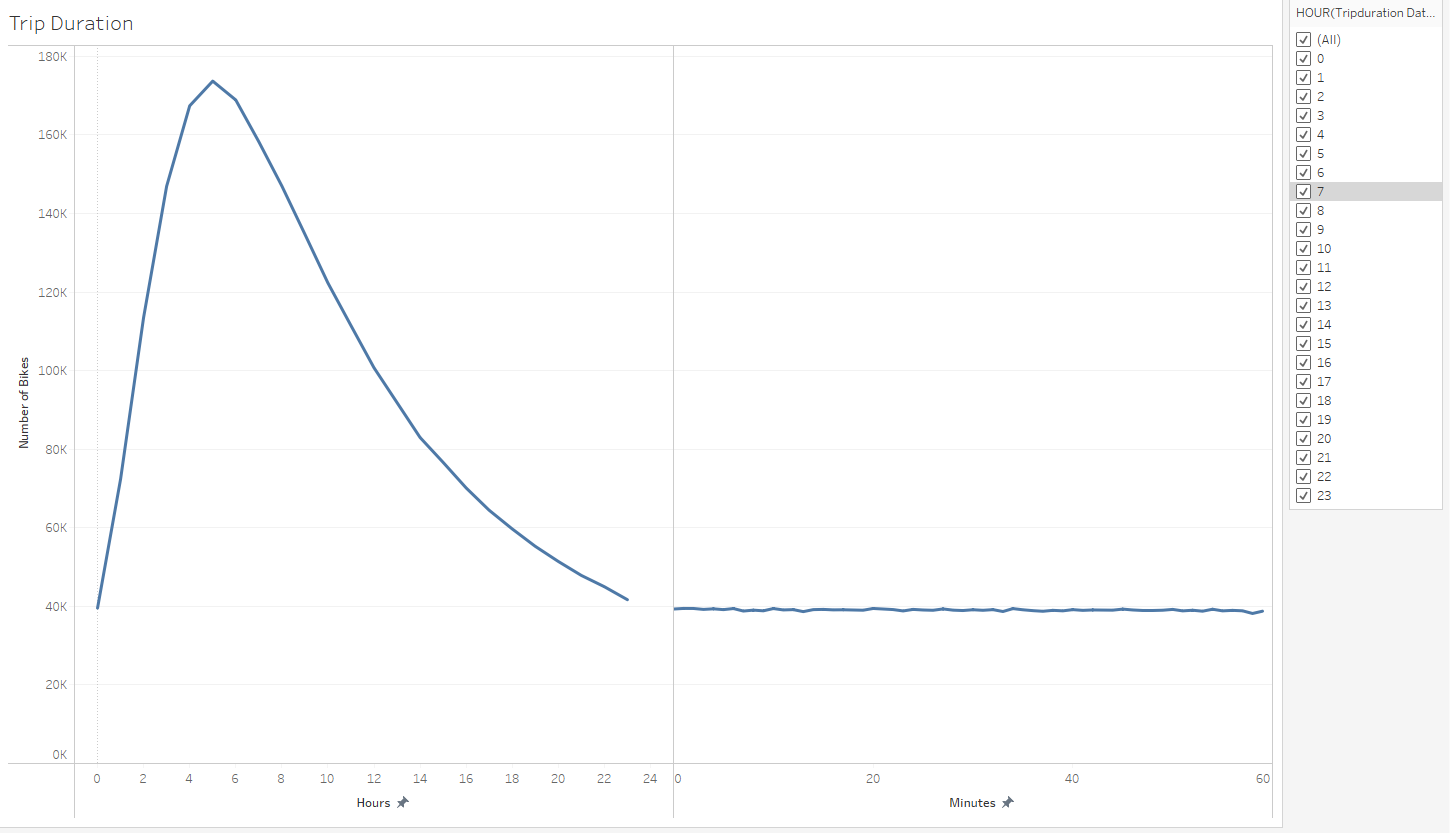 Trip Duration
180K
160K
140K
120K
100K
80K
60K
40K
20K
0K
Number of Bikes
0 2 4 6 8 10 12 14 16 18 20 22 24
Hours
0 20 40 60
Minutes
HOUR(Tripduration Dat...
(All)
0
1
2
3
4
5
6
7
8
9
10
11
12
13
14
15
16
17
18
19
20
21
22
23